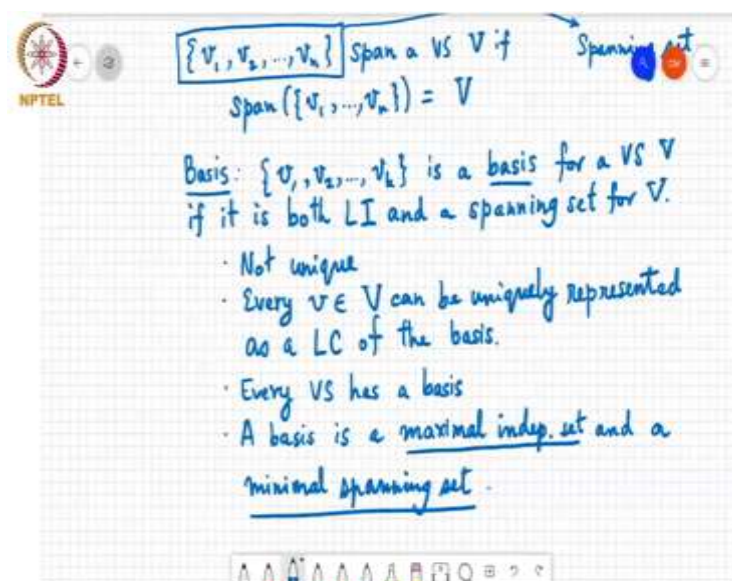 {v₁, v₂, ..., vₙ} Span a VS V if Spanning set
Span({v₁, ..., vₙ}) = V
NPTEL
Basis: {v₁, v₂, ..., vₖ} is a basis for a VS V
if it is both LI and a spanning set for V.
· Not unique
· Every v ∈ V can be uniquely represented
as a LC of the basis.
· Every VS has a basis
· A basis is a maximal indep. set and a
minimal spanning set.